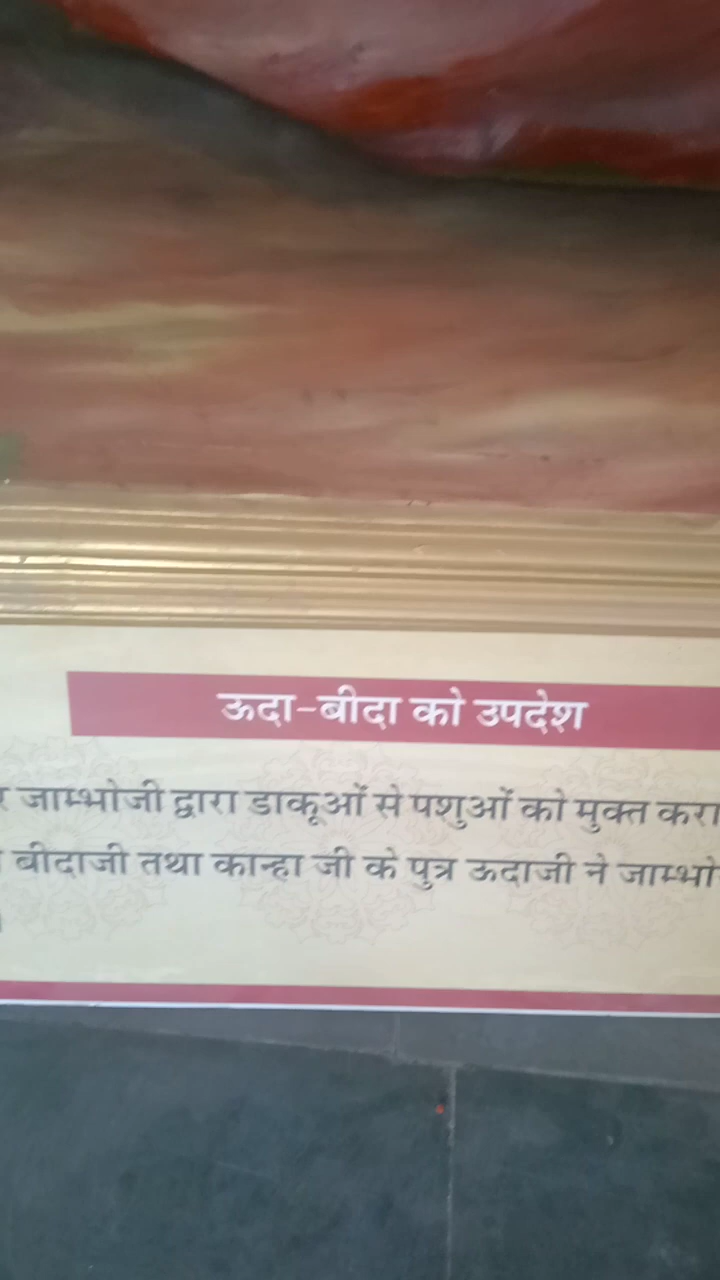 ऊदा-बीदा को उपदेश
जाम्भोजी द्वारा डाकूओं से पशुओं को मुक्त करा
बीदाजी तथा कान्हा जी के पुत्र ऊदाजी ने जाम्भो